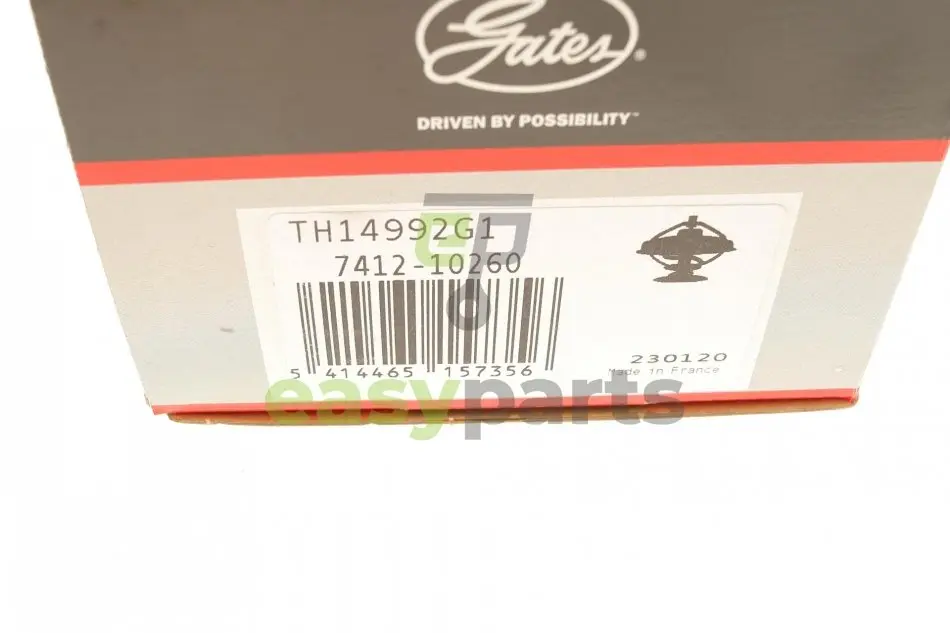 Gates®
DRIVEN BY POSSIBILITY™
TH14992G1
7412-10260
5 414465 157356
230120
Made in France
easyparts